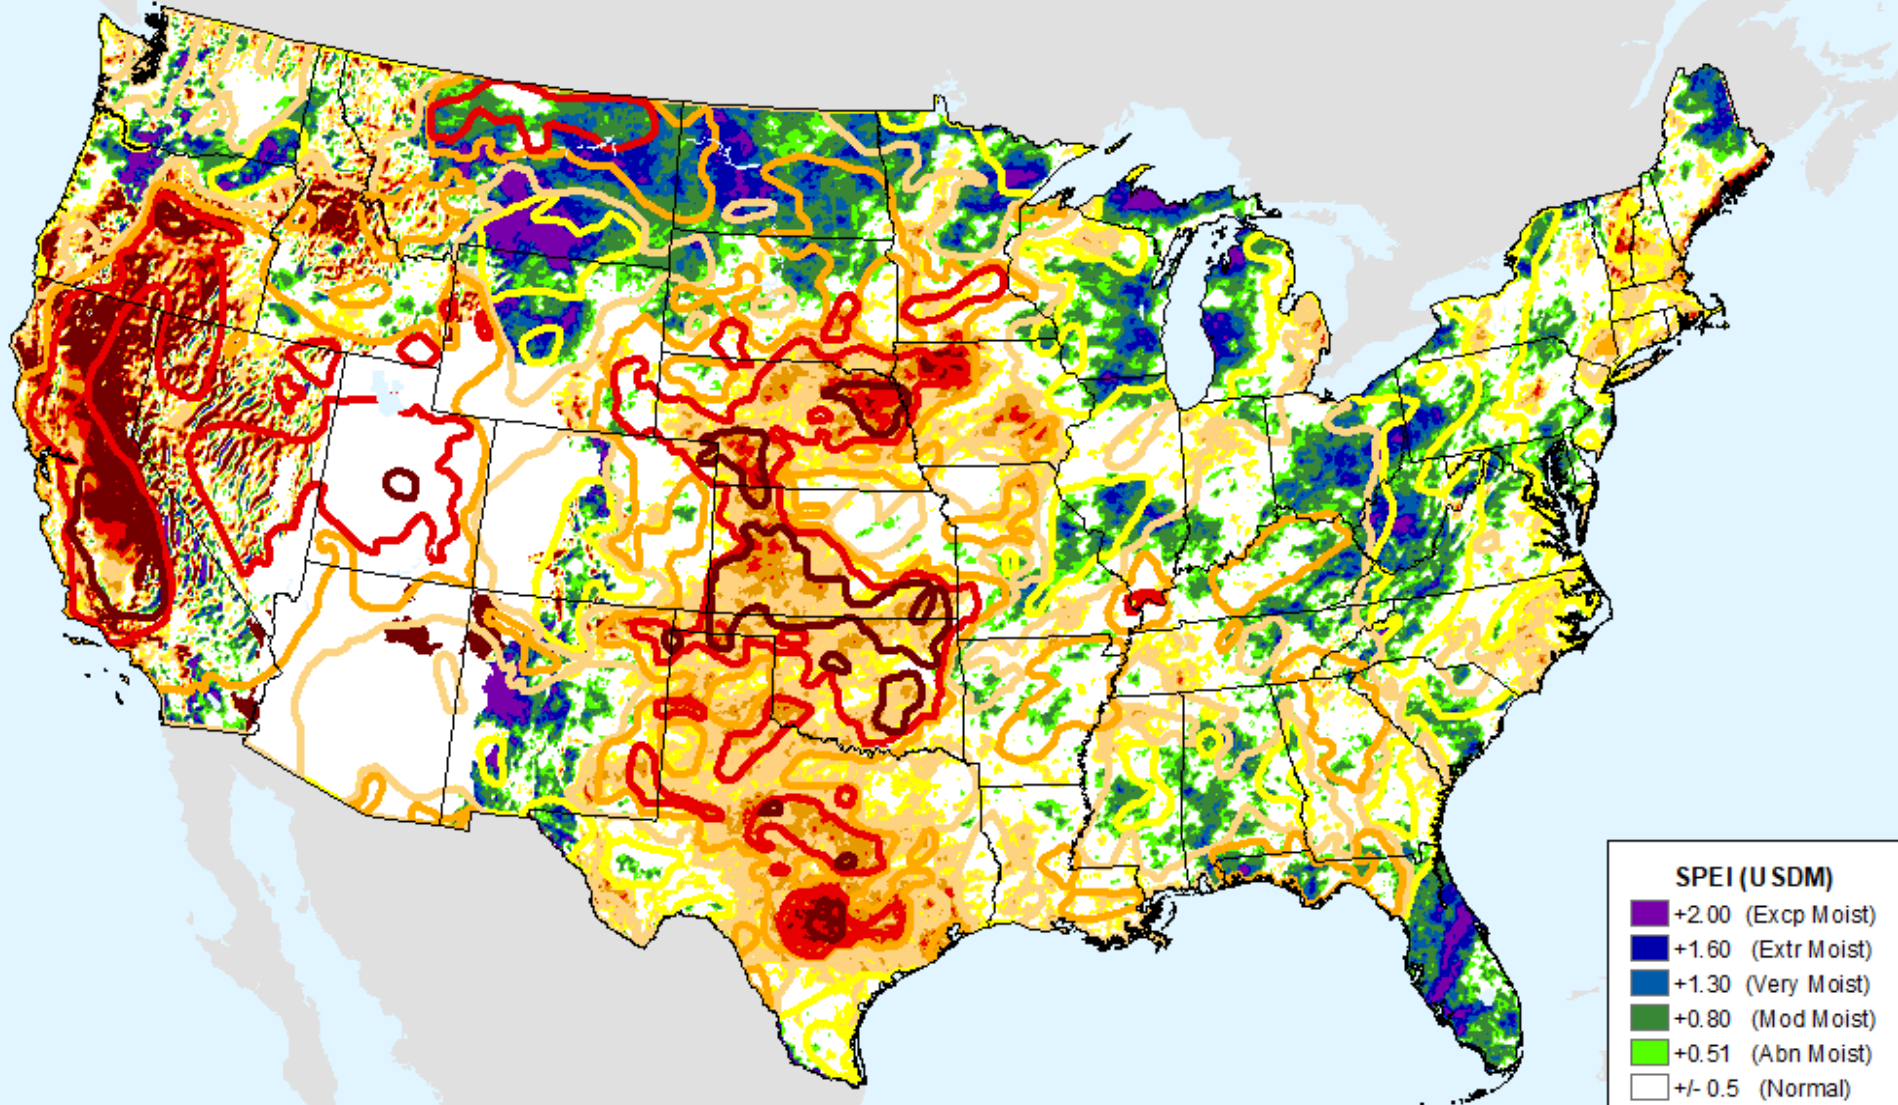 SPEI (USDM)
+2.00 (Excp Moist)
+1.60 (Extr Moist)
+1.30 (Very Moist)
+0.80 (Mod Moist)
+0.51 (Abn Moist)
+/- 0.5 (Normal)